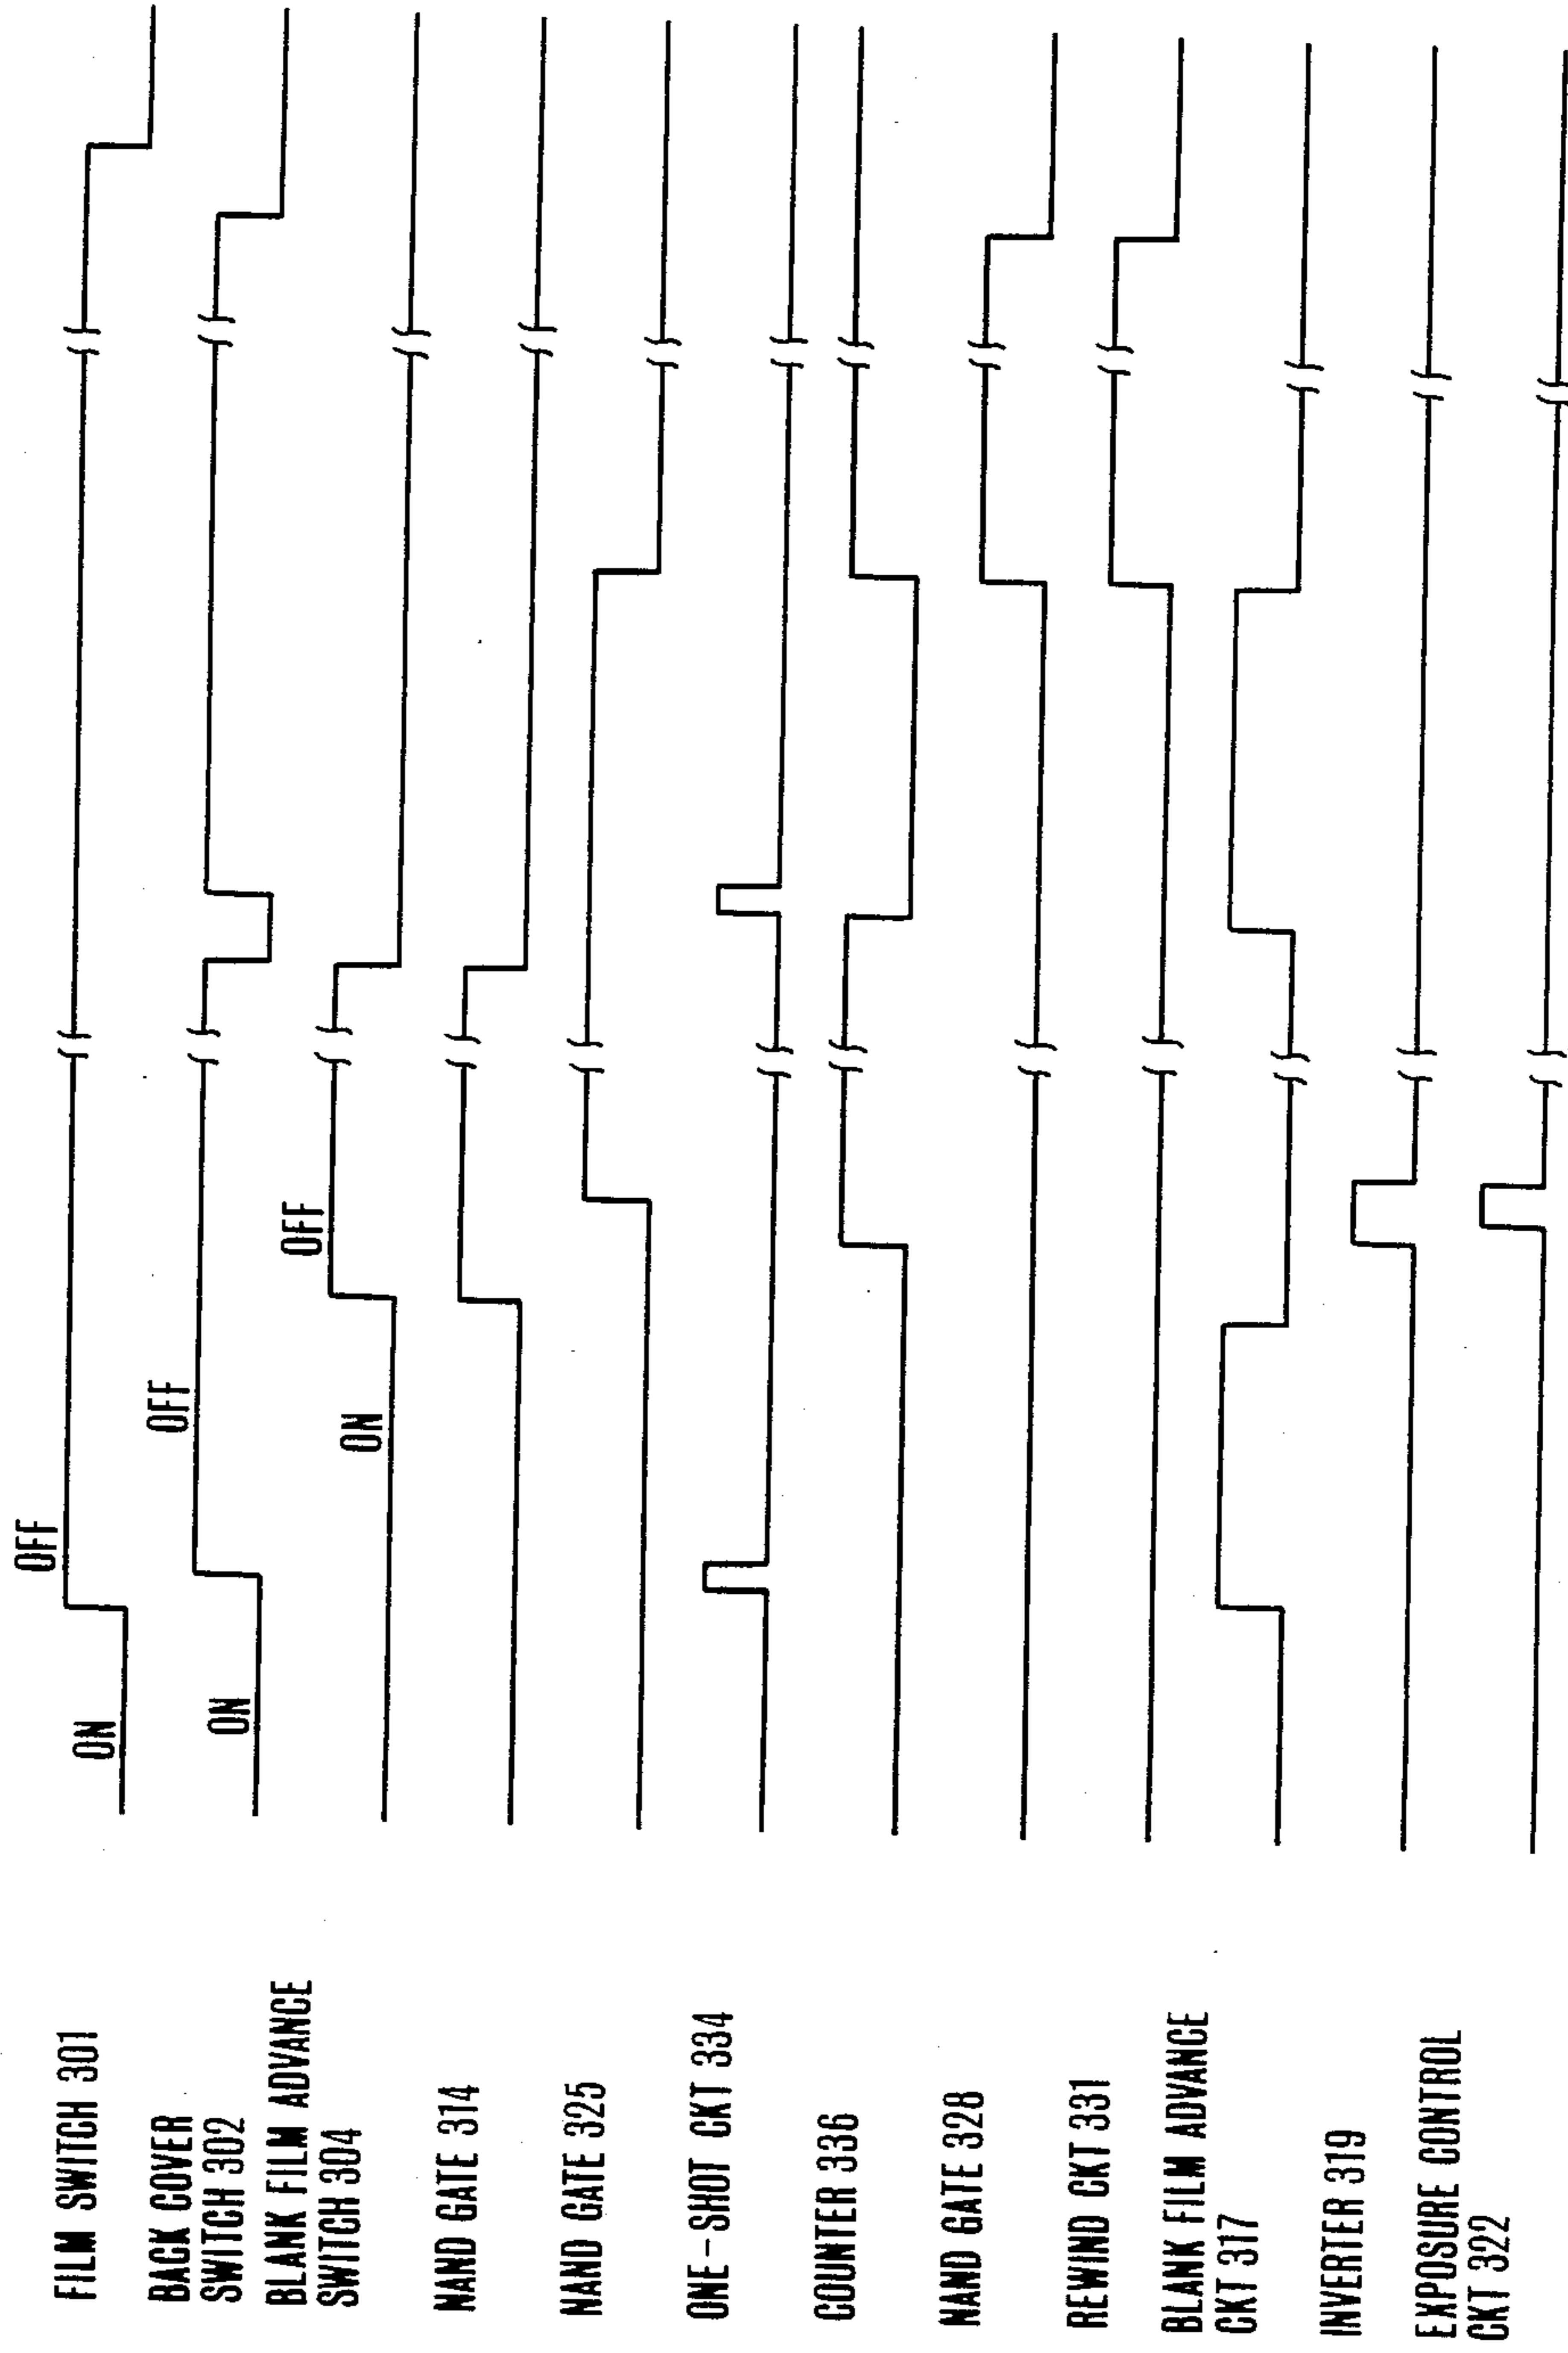 FILM SWITCH 301
ON
OFF
BACK COVER
SWITCH 302
ON
OFF
BLANK FILM ADVANCE
SWITCH 304
ON
OFF
NAND GATE 314
NAND GATE 325
ONE-SHOT CKT 334
COUNTER 336
NAND GATE 328
REWIND CKT 331
BLANK FILM ADVANCE
CKT 317
INVERTER 319
EXPOSURE CONTROL
CKT 322